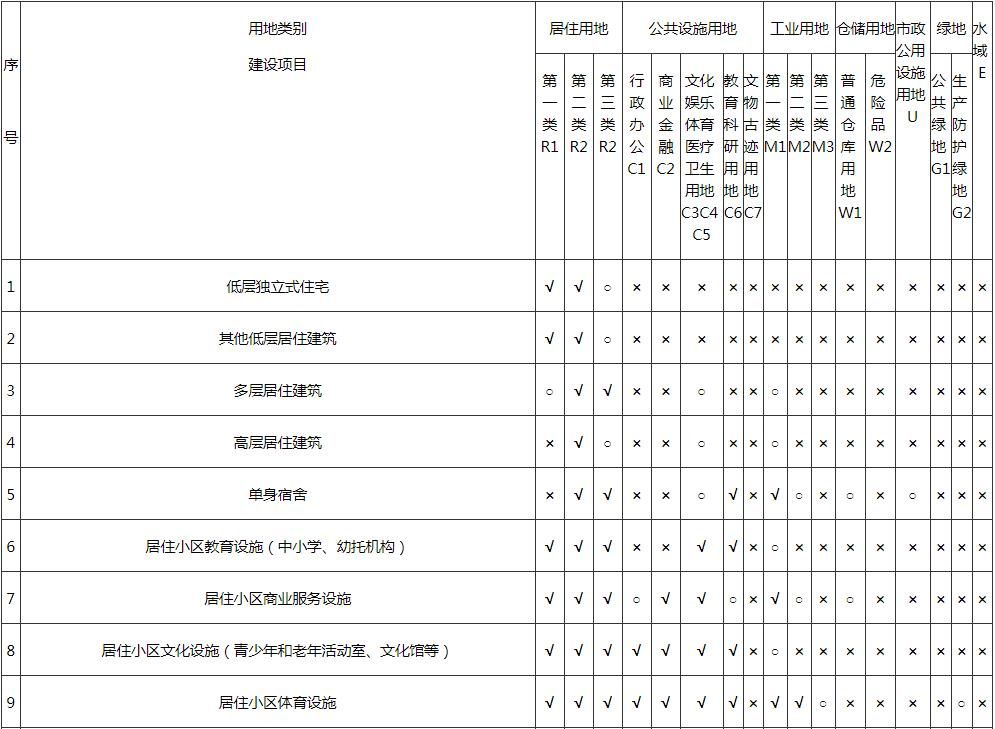 序号
用地类别
建设项目
居住用地 公共设施用地 工业用地 仓储用地 市政公用设施用地U 绿地 水域E
第一类R1 第二类R2 第三类R2 行政办公C1 商业金融C2 文化娱乐体育医疗卫生用地C3C4C5 教育科研用地C6 文物古迹用地C7 第一类M1 第二类M2 第三类M3 普通仓库用地W1 危险品W2 公共绿地G1 生产防护绿地G2
1 低层独立式住宅 √ √ ○ × × × × × × × × × × × × × ×
2 其他低层居住建筑 √ √ ○ × × × × × × × × × × × × × ×
3 多层居住建筑 ○ √ √ × × ○ × × ○ × × × × × × × ×
4 高层居住建筑 × √ ○ × × ○ × × ○ × × × × × × × ×
5 单身宿舍 × √ √ × × ○ √ × √ ○ × ○ × ○ × × ×
6 居住小区教育设施（中小学、幼托机构） √ √ √ × × √ √ × ○ × × × × × × × ×
7 居住小区商业服务设施 √ √ √ ○ √ √ ○ × √ ○ × ○ × × × × ×
8 居住小区文化设施（青少年和老年活动室、文化馆等） √ √ √ √ √ √ √ × ○ × × × × × × × ×
9 居住小区体育设施 √ √ √ √ √ √ √ × √ √ ○ × × × × ○ ×